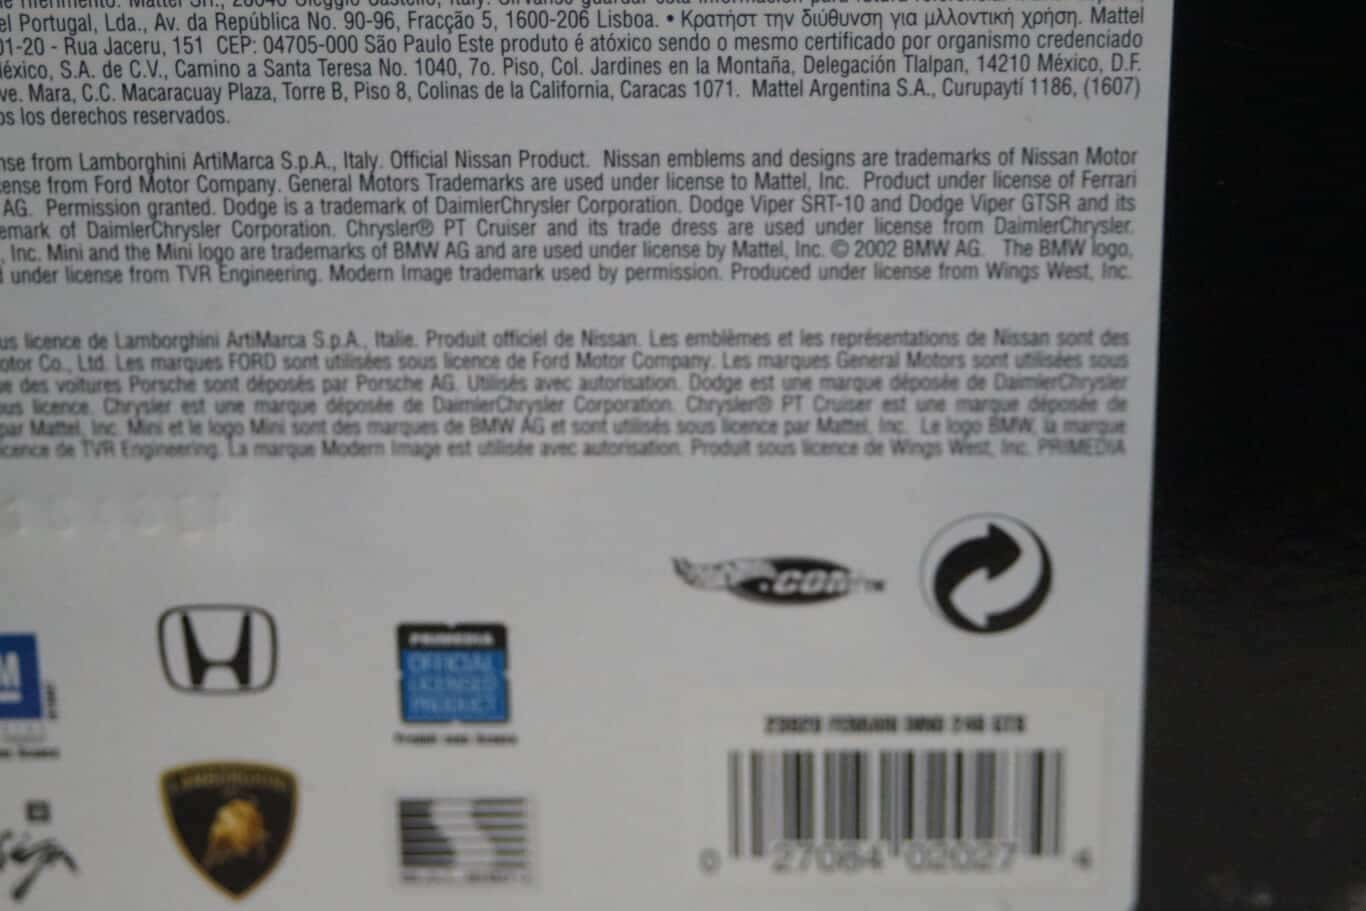 el Portugal, Lda., Av. da República No. 90-96, Fracção 5, 1600-206 Lisboa. • Κρατήστ την διύθυνση για μλλοντική χρήση. Mattel
01-20 - Rua Jaceru, 151 CEP: 04705-000 São Paulo Este produto é atóxico sendo o mesmo certificado por organismo credenciado
México, S.A. de C.V., Camino a Santa Teresa No. 1040, 7o. Piso, Col. Jardines en la Montaña, Delegación Tlalpan, 14210 México, D.F.
ve. Mara, C.C. Macaracuay Plaza, Torre B, Piso 8, Colinas de la California, Caracas 1071. Mattel Argentina S.A., Curupaytí 1186, (1607)
os los derechos reservados.
nse from Lamborghini ArtiMarca S.p.A., Italy. Official Nissan Product. Nissan emblems and designs are trademarks of Nissan Motor
ense from Ford Motor Company. General Motors Trademarks are used under license to Mattel, Inc. Product under license of Ferrari
AG. Permission granted. Dodge is a trademark of DaimlerChrysler Corporation. Dodge Viper SRT-10 and Dodge Viper GTSR and its
emark of DaimlerChrysler Corporation. Chrysler® PT Cruiser and its trade dress are used under license from DaimlerChrysler.
, Inc. Mini and the Mini logo are trademarks of BMW AG and are used under license by Mattel, Inc. © 2002 BMW AG. The BMW logo,
under license from TVR Engineering. Modern Image trademark used by permission. Produced under license from Wings West, Inc.
us licence de Lamborghini ArtiMarca S.p.A., Italie. Produit officiel de Nissan. Les emblèmes et les représentations de Nissan sont des
otor Co., Ltd. Les marques FORD sont utilisées sous licence de Ford Motor Company. Les marques General Motors sont utilisées sous
ue des voitures Porsche sont déposés par Porsche AG. Utilisés avec autorisation. Dodge est une marque déposée de DaimlerChrysler
ous licence. Chrysler est une marque déposée de DaimlerChrysler Corporation. Chrysler® PT Cruiser est une marque déposée de
par Mattel, Inc. Mini et le logo Mini sont des marques de BMW AG et sont utilisés sous licence par Mattel, Inc. Le logo BMW, la marque
icence de TVR Engineering. La marque Modern Image est utilisée avec autorisation. Produit sous licence de Wings West, Inc. PRIMEDIA
.COM
M
PRIMEDIA
OFFICIAL
LICENSED
PRODUCT
Produit sous licence
LAMBORGHINI
FERRARI DINO 246 GTS
0 27084 02027 4